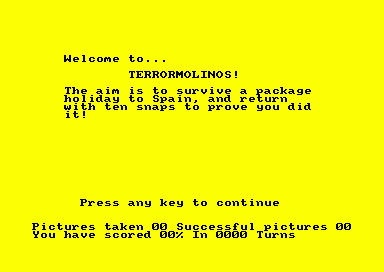 Welcome to...
TERRORMOLINOS!
The aim is to survive a package
holiday to Spain, and return
with ten snaps to prove you did
it!
Press any key to continue
Pictures taken 00 Successful pictures 00
You have scored 00% In 0000 Turns